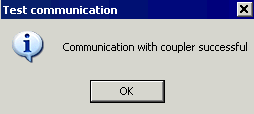 Test communication
Communication with coupler successful
OK